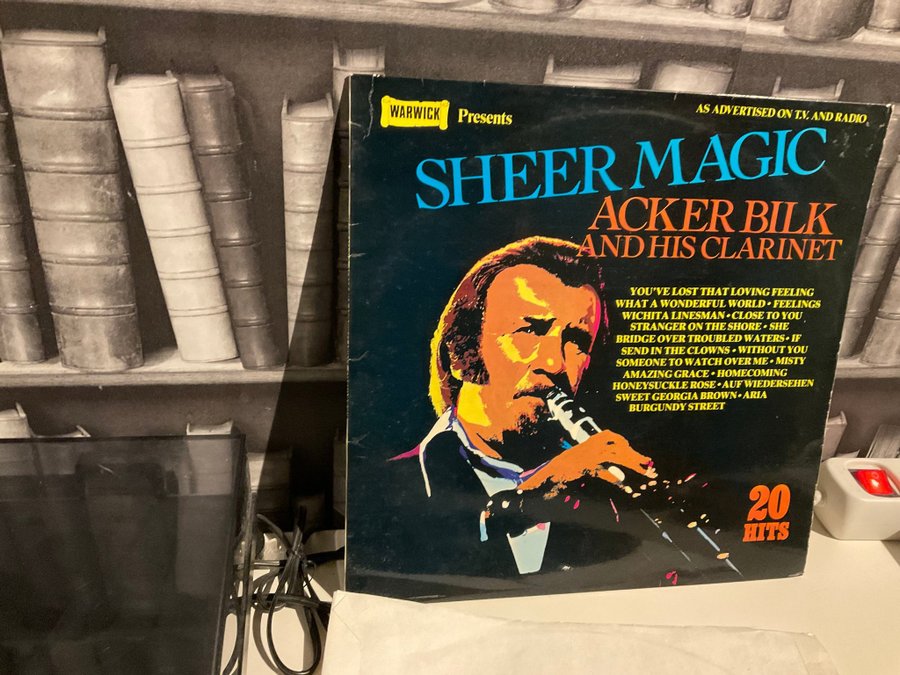 WARWICK Presents
AS ADVERTISED ON T.V. AND RADIO
SHEER MAGIC
ACKER BILK
AND HIS CLARINET
YOU'VE LOST THAT LOVING FEELING
WHAT A WONDERFUL WORLD • FEELINGS
WICHITA LINESMAN • CLOSE TO YOU
STRANGER ON THE SHORE • SHE
BRIDGE OVER TROUBLED WATERS • IF
SEND IN THE CLOWNS • WITHOUT YOU
SOMEONE TO WATCH OVER ME • MISTY
AMAZING GRACE • HOMECOMING
HONEYSUCKLE ROSE • AUF WIEDERSEHEN
SWEET GEORGIA BROWN • ARIA
BURGUNDY STREET
20
HITS